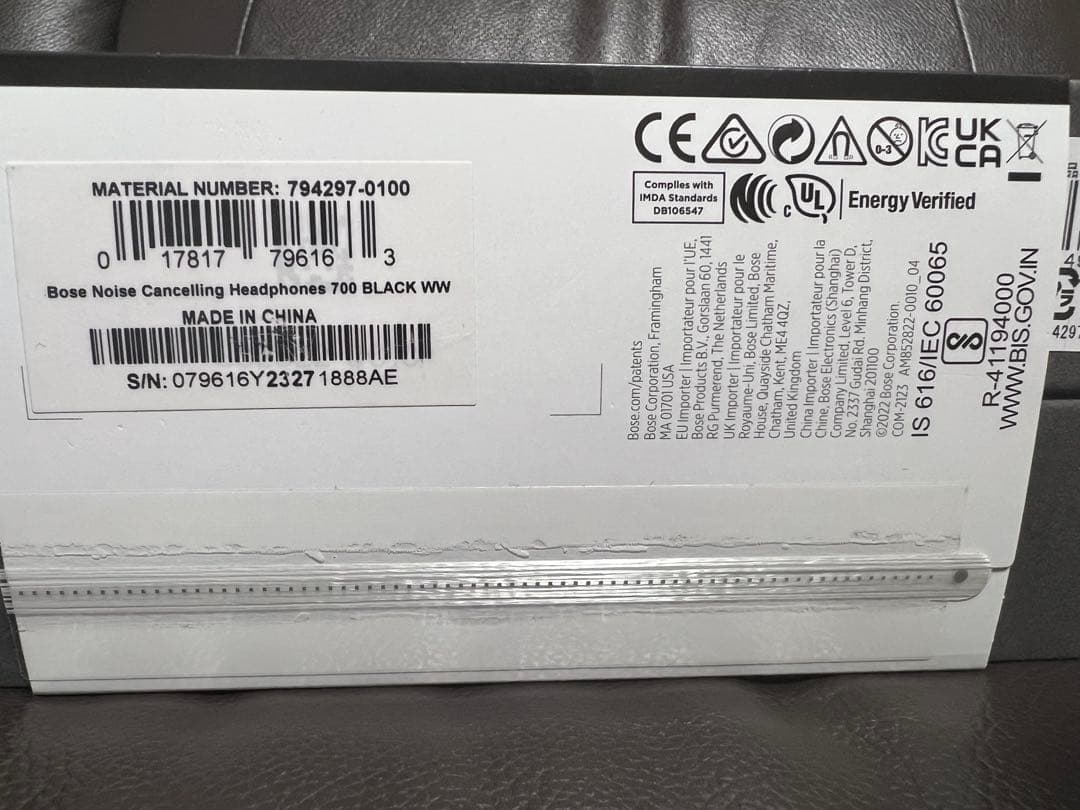 MATERIAL NUMBER: 794297-0100
0 17817 79616 3
Bose Noise Cancelling Headphones 700 BLACK WW
MADE IN CHINA
S/N: 079616Y23271888AE
CE
0-3
UK
CA
Complies with
IMDA Standards
DB106547
c UL Energy Verified
Bose.com/patents
Bose Corporation, Framingham
MA 01701 USA
EU Importer | Importateur pour l'UE,
Bose Products B.V., Gorslaan 60, 1441
RG Purmerend, The Netherlands
UK Importer | Importateur pour le
Royaume-Uni, Bose Limited, Bose
House, Quayside Chatham Maritime,
Chatham, Kent, ME4 4QZ,
United Kingdom
China Importer | Importateur pour la
Chine, Bose Electronics (Shanghai)
Company Limited, Level 6, Tower D,
No. 2337 Gudai Rd. Minhang District,
Shanghai 201100
©2022 Bose Corporation.
COM-2123 AM852822-0010_04
IS 616/IEC 60065
R-41194000
WWW.BIS.GOV.IN